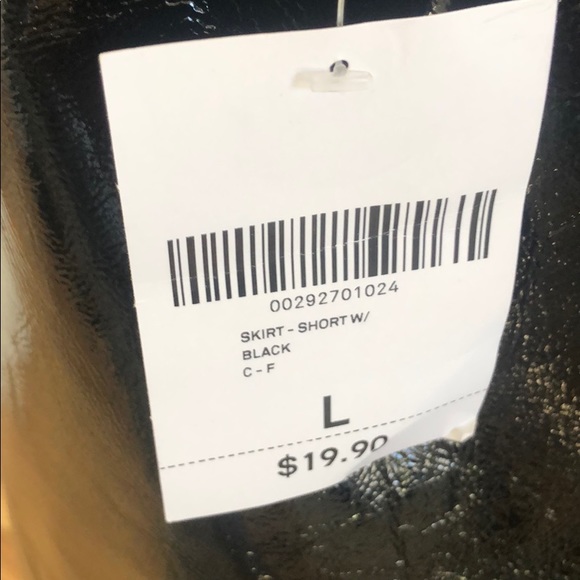 00292701024
SKIRT - SHORT W/
BLACK
C - F
L
$19.90